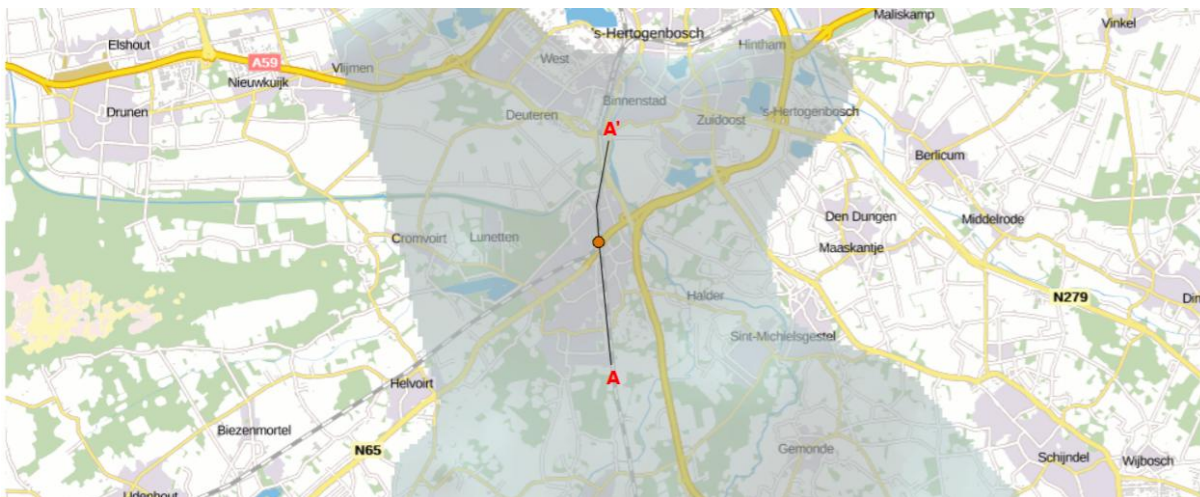 Maliskamp
Vinkel
's-Hertogenbosch
Elshout
Hintham
West
A59
Vlijmen
Nieuwkuijk
Binnenstad
Drunen
Deuteren
Zuidoost
's-Hertogenbosch
A'
Berlicum
Den Dungen
Middelrode
Cromvoirt
Lunetten
Maaskantje
Halder
N279
Sint-Michielsgestel
A
Helvoirt
Biezenmortel
N65
Gemonde
Schijndel
Wijbosch
Udenhout